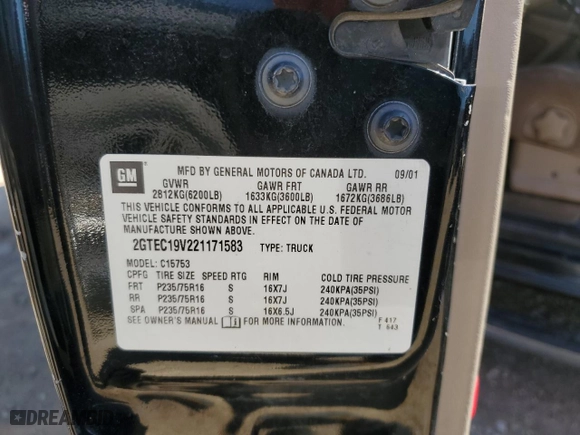 GM
MFD BY GENERAL MOTORS OF CANADA LTD. 09/01
GVWR GAWR FRT GAWR RR
2812KG(6200LB) 1633KG(3600LB) 1672KG(3686LB)
THIS VEHICLE CONFORMS TO ALL APPLICABLE U.S. FEDERAL MOTOR
VEHICLE SAFETY STANDARDS IN EFFECT ON THE DATE OF
MANUFACTURE SHOWN ABOVE.
2GTEC19V221171583 TYPE: TRUCK
MODEL: C15753
CPFG TIRE SIZE SPEED RTG RIM COLD TIRE PRESSURE
FRT P235/75R16 S 16X7J 240KPA(35PSI)
RR P235/75R16 S 16X7J 240KPA(35PSI)
SPA P235/75R16 S 16X6.5J 240KPA(35PSI)
SEE OWNER'S MANUAL FOR MORE INFORMATION
F 417
T 643
DREAMBID